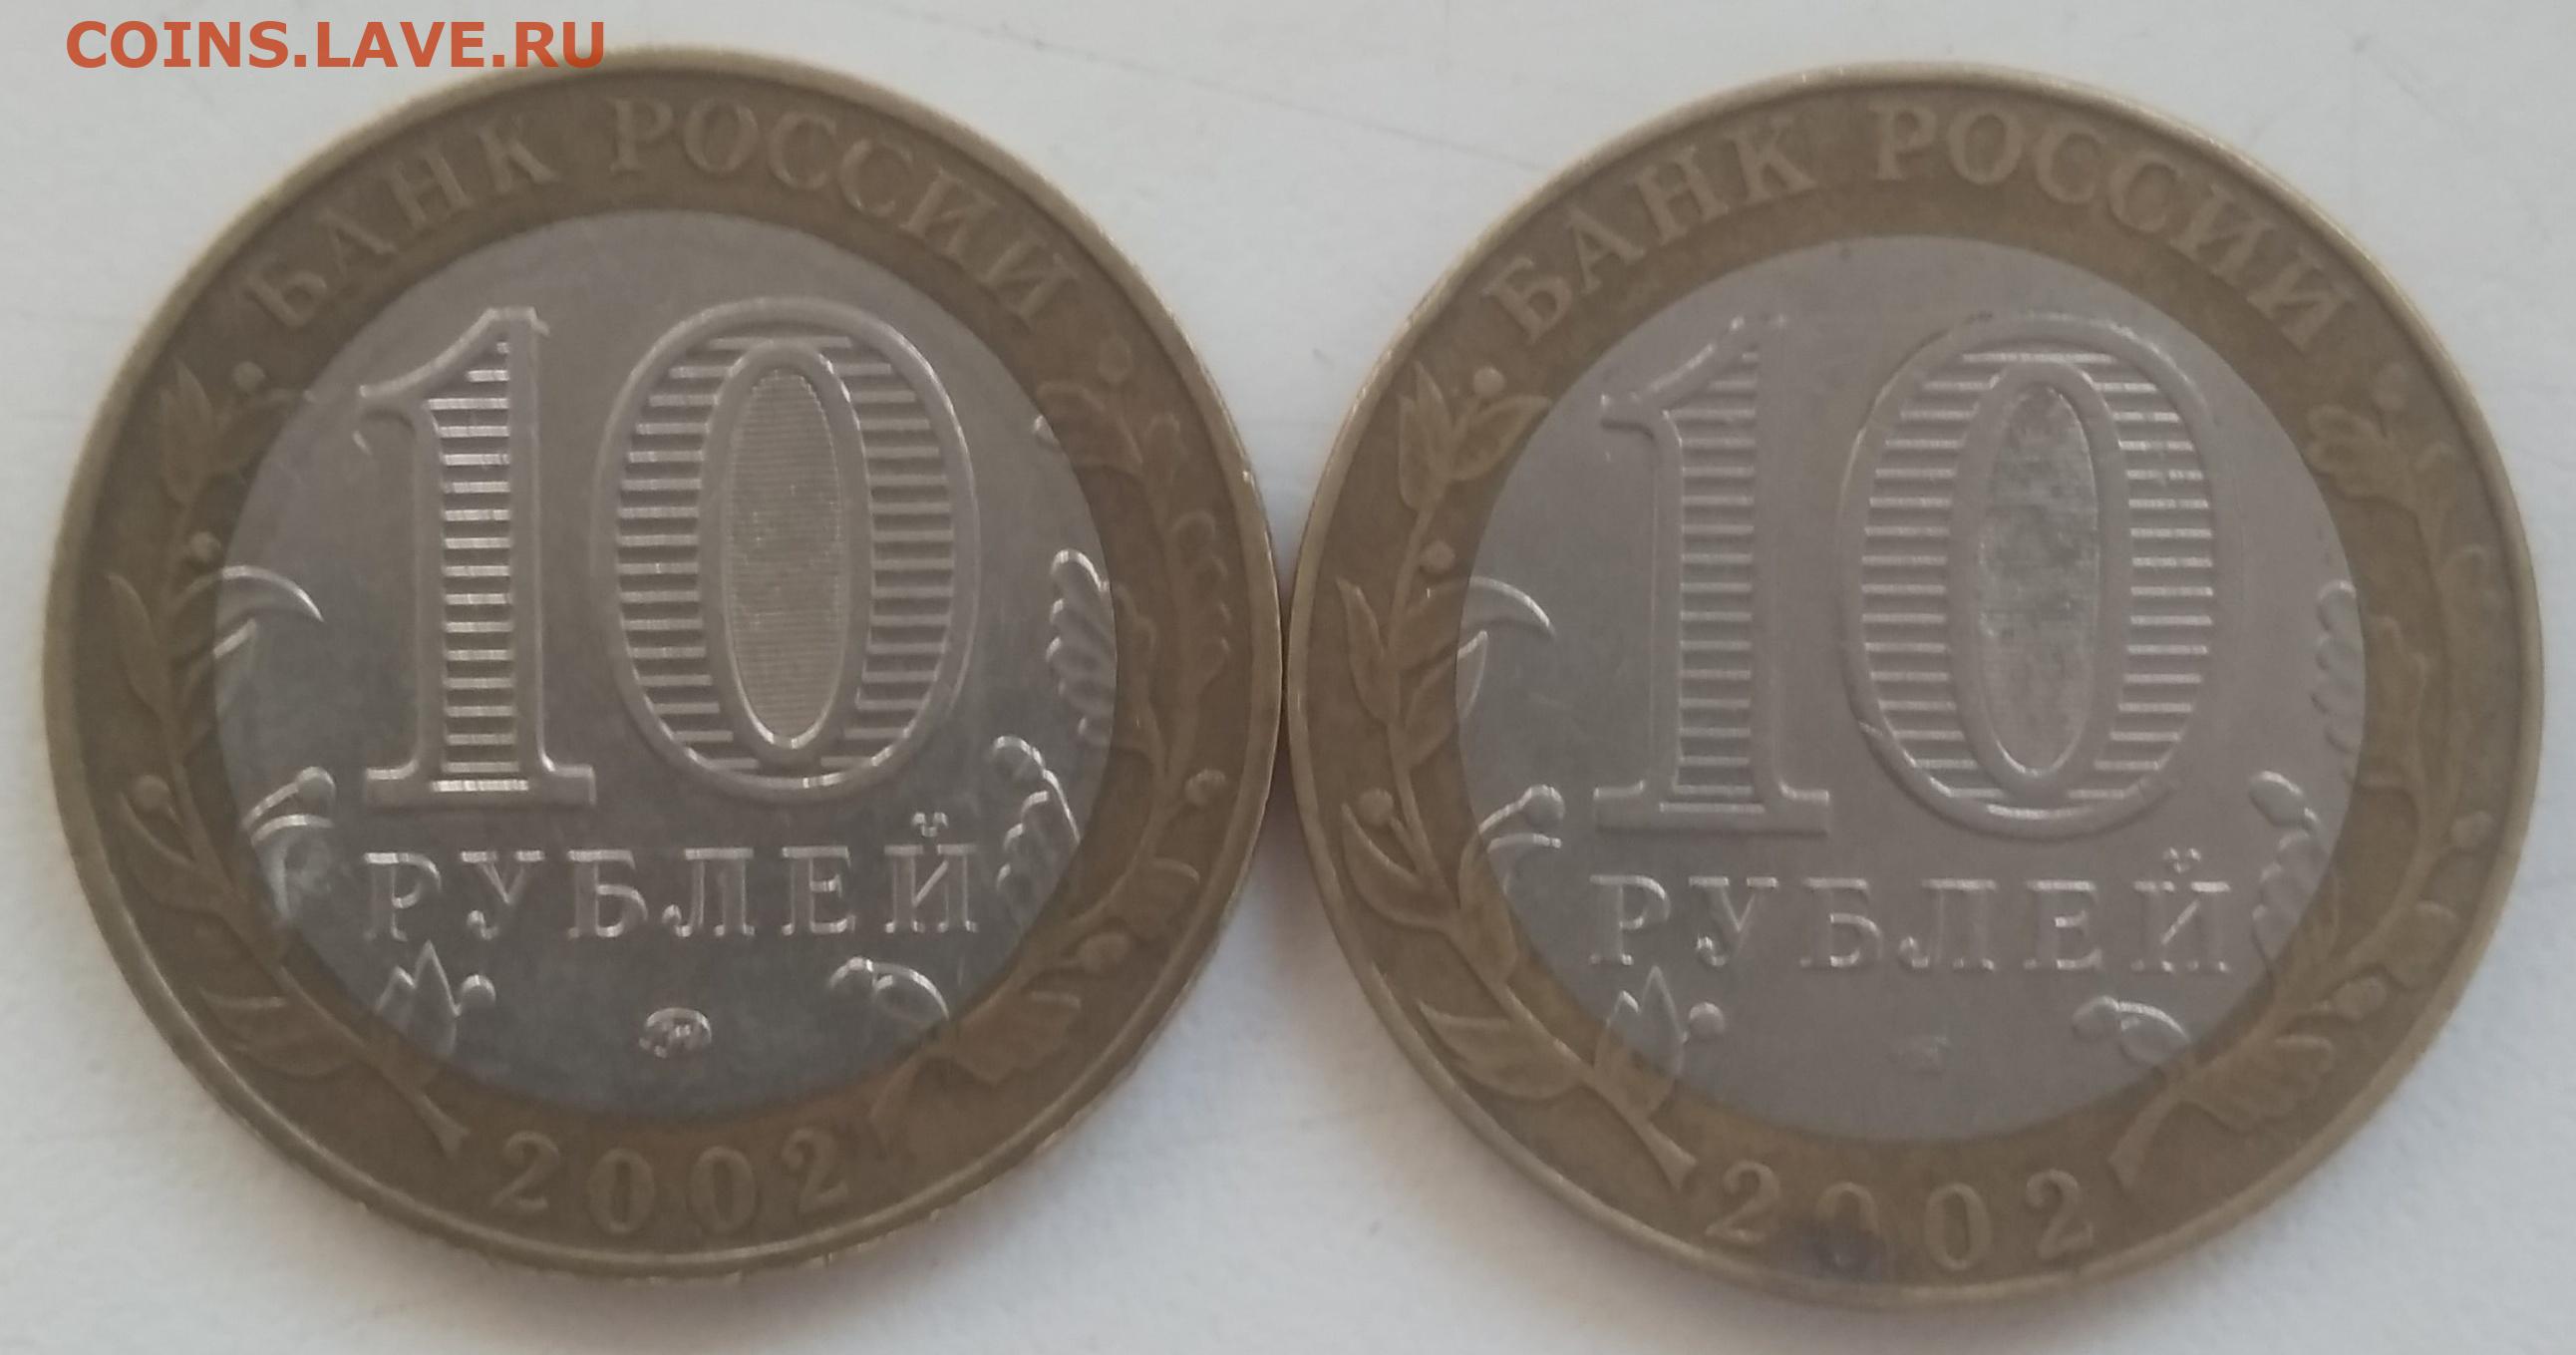 COINS.LAVE.RU
БАНК РОССИИ
10
РУБЛЕЙ
2002
БАНК РОССИИ
10
РУБЛЕЙ
2002